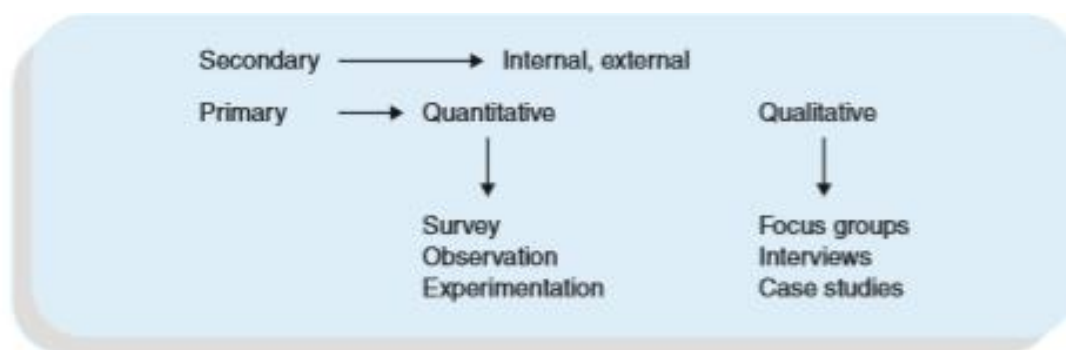 Secondary Internal, external
Primary Quantitative Qualitative
Survey Focus groups
Observation Interviews
Experimentation Case studies